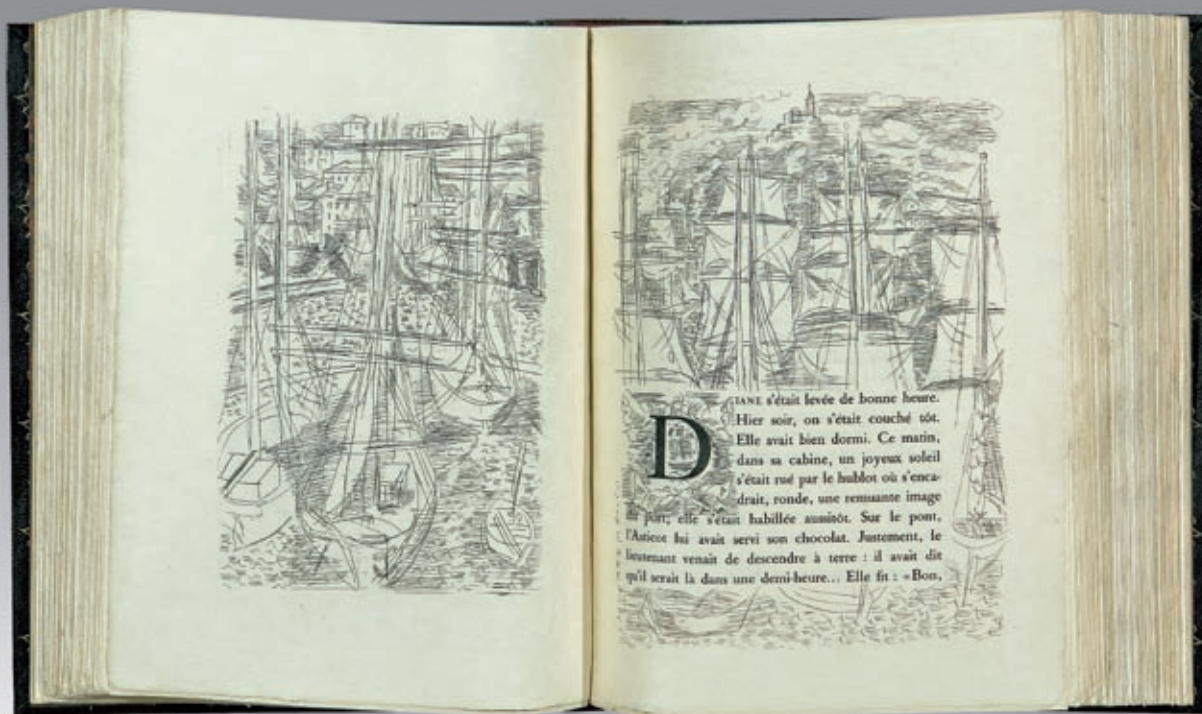 DIANE s'était levée de bonne heure.
Hier soir, on s'était couché tôt.
Elle avait bien dormi. Ce matin,
dans sa cabine, un joyeux soleil
s'était rué par le hublot où s'enca-
drait, ronde, une remuante image
du port; elle s'était habillée aussitôt. Sur le pont,
l'Asticot lui avait servi son chocolat. Justement, le
lieutenant venait de descendre à terre : il avait dit
qu'il serait là dans une demi-heure... Elle fit : «Bon,